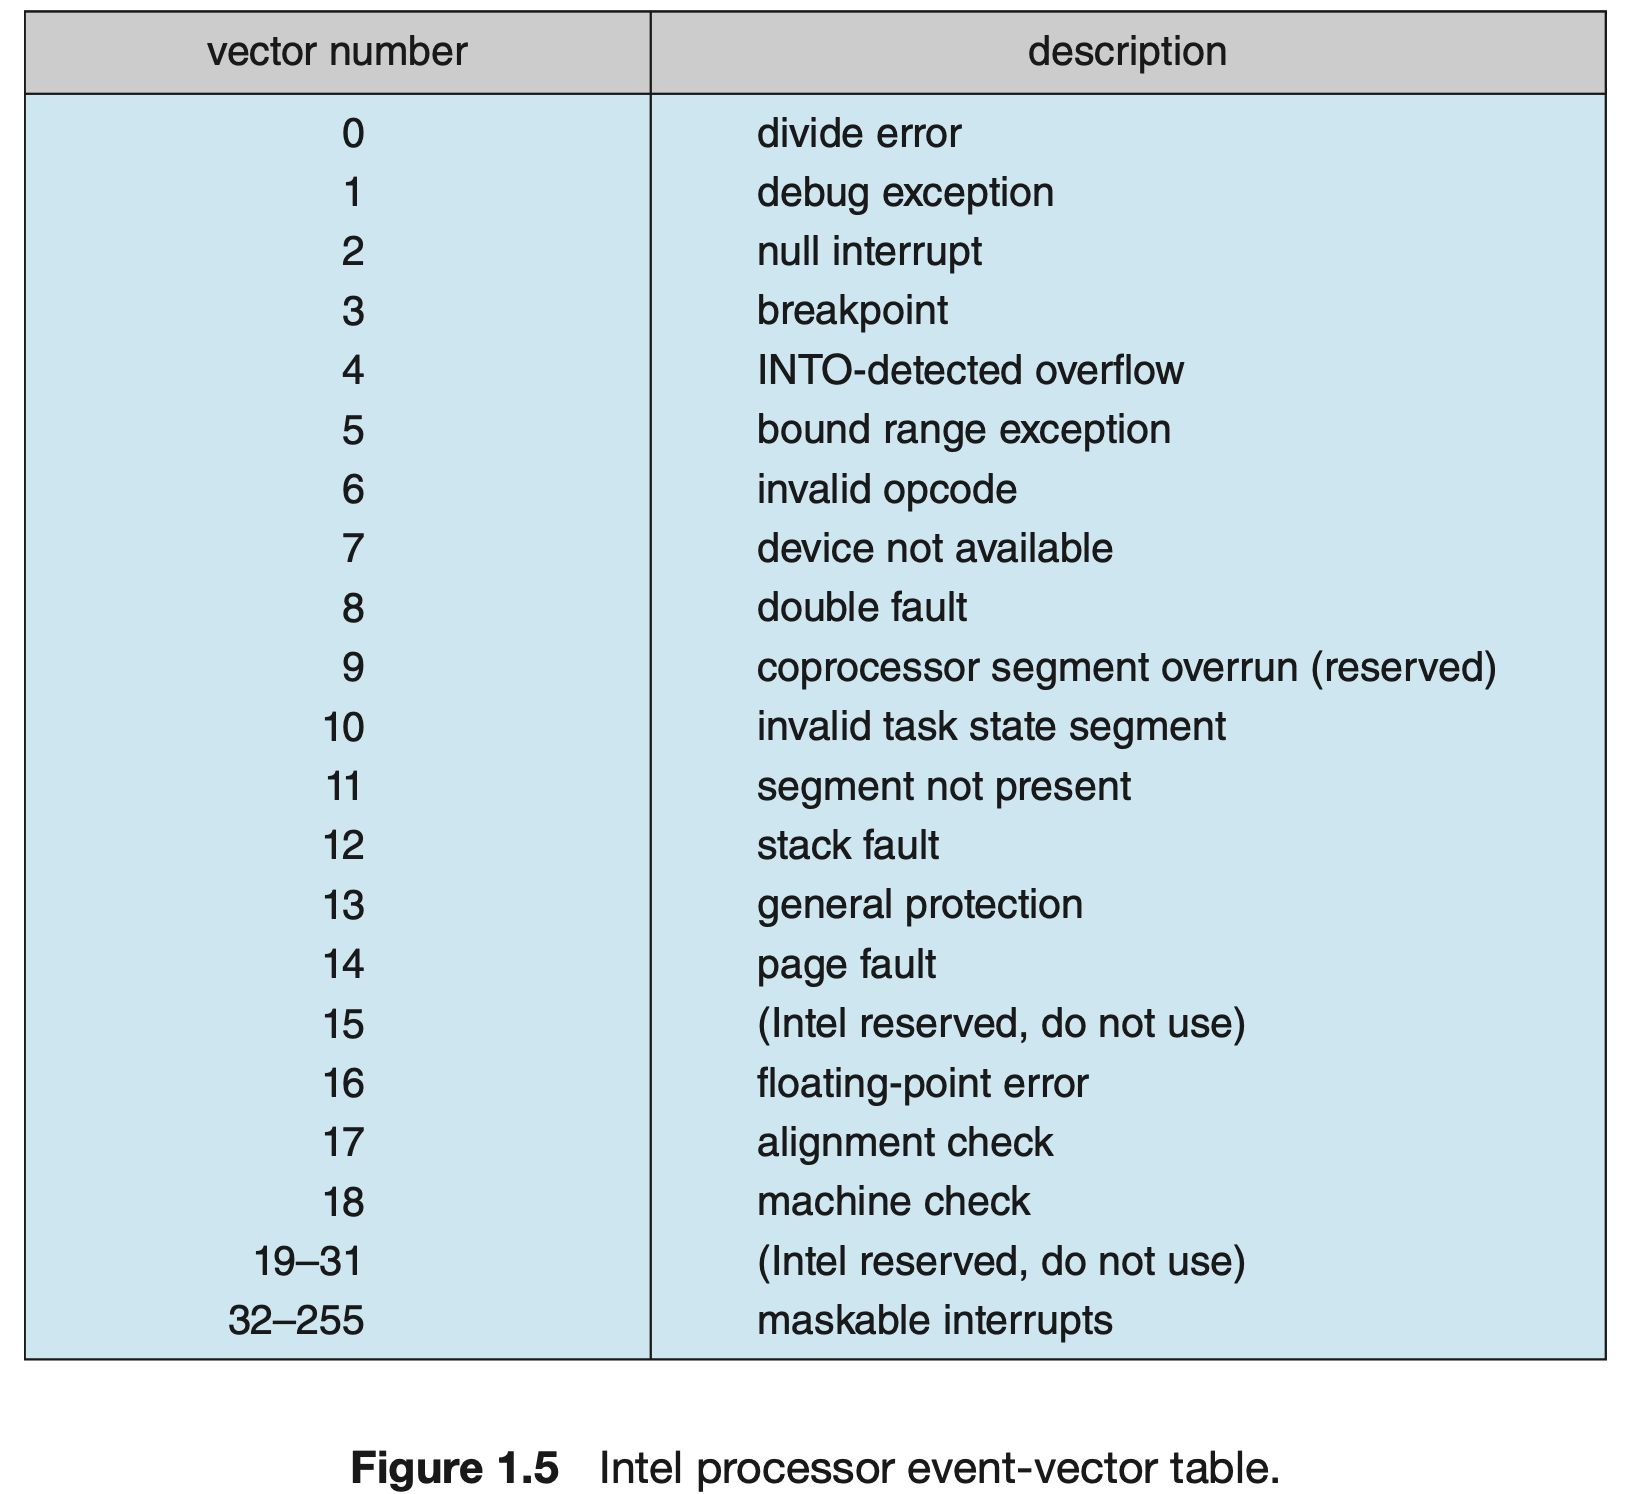 vector number description
0 divide error
1 debug exception
2 null interrupt
3 breakpoint
4 INTO-detected overflow
5 bound range exception
6 invalid opcode
7 device not available
8 double fault
9 coprocessor segment overrun (reserved)
10 invalid task state segment
11 segment not present
12 stack fault
13 general protection
14 page fault
15 (Intel reserved, do not use)
16 floating-point error
17 alignment check
18 machine check
19–31 (Intel reserved, do not use)
32–255 maskable interrupts
Figure 1.5 Intel processor event-vector table.